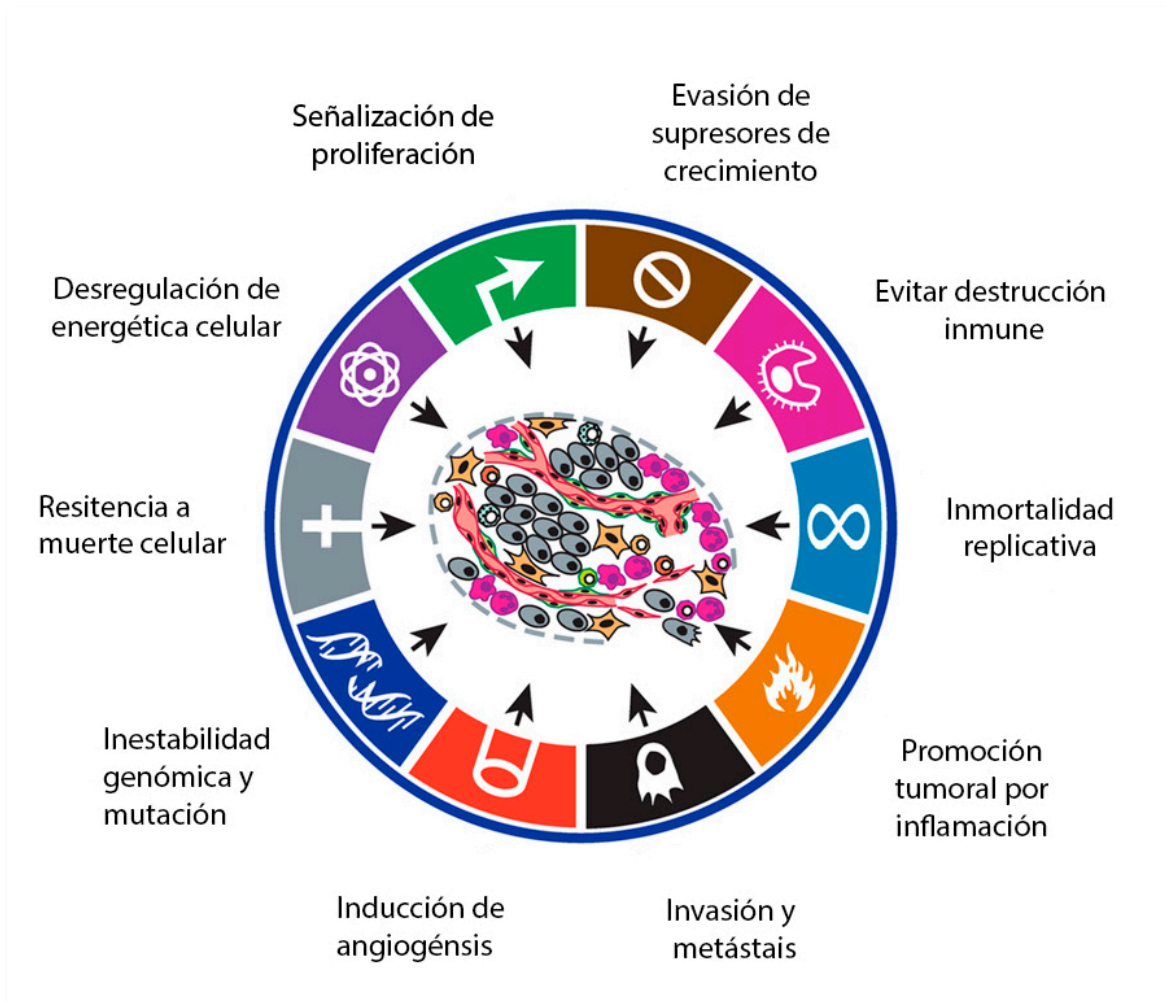 Señalización de
proliferación
Evasión de
supresores de
crecimiento
Desregulación de
energética celular
Evitar destrucción
inmune
Resitencia a
muerte celular
Inmortalidad
replicativa
Inestabilidad
genómica y
mutación
Promoción
tumoral por
inflamación
Inducción de
angiogénsis
Invasión y
metástais